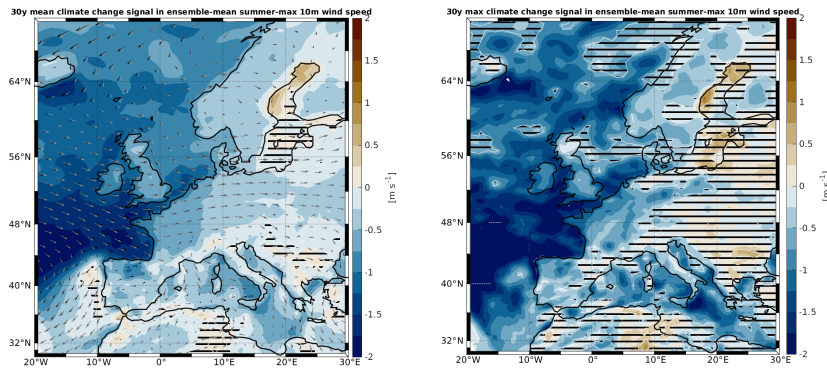 30y mean climate change signal in ensemble-mean summer-max 10m wind speed
64°N
56°N
48°N
40°N
32°N
20°W
10°W
0°
10°E
20°E
30°E
2
1.5
1
0.5
0
-0.5
-1
-1.5
-2
[m s⁻¹]
30y max climate change signal in ensemble-mean summer-max 10m wind speed
64°N
56°N
48°N
40°N
32°N
20°W
10°W
0°
10°E
20°E
30°E
2
1.5
1
0.5
0
-0.5
-1
-1.5
-2
[m s⁻¹]